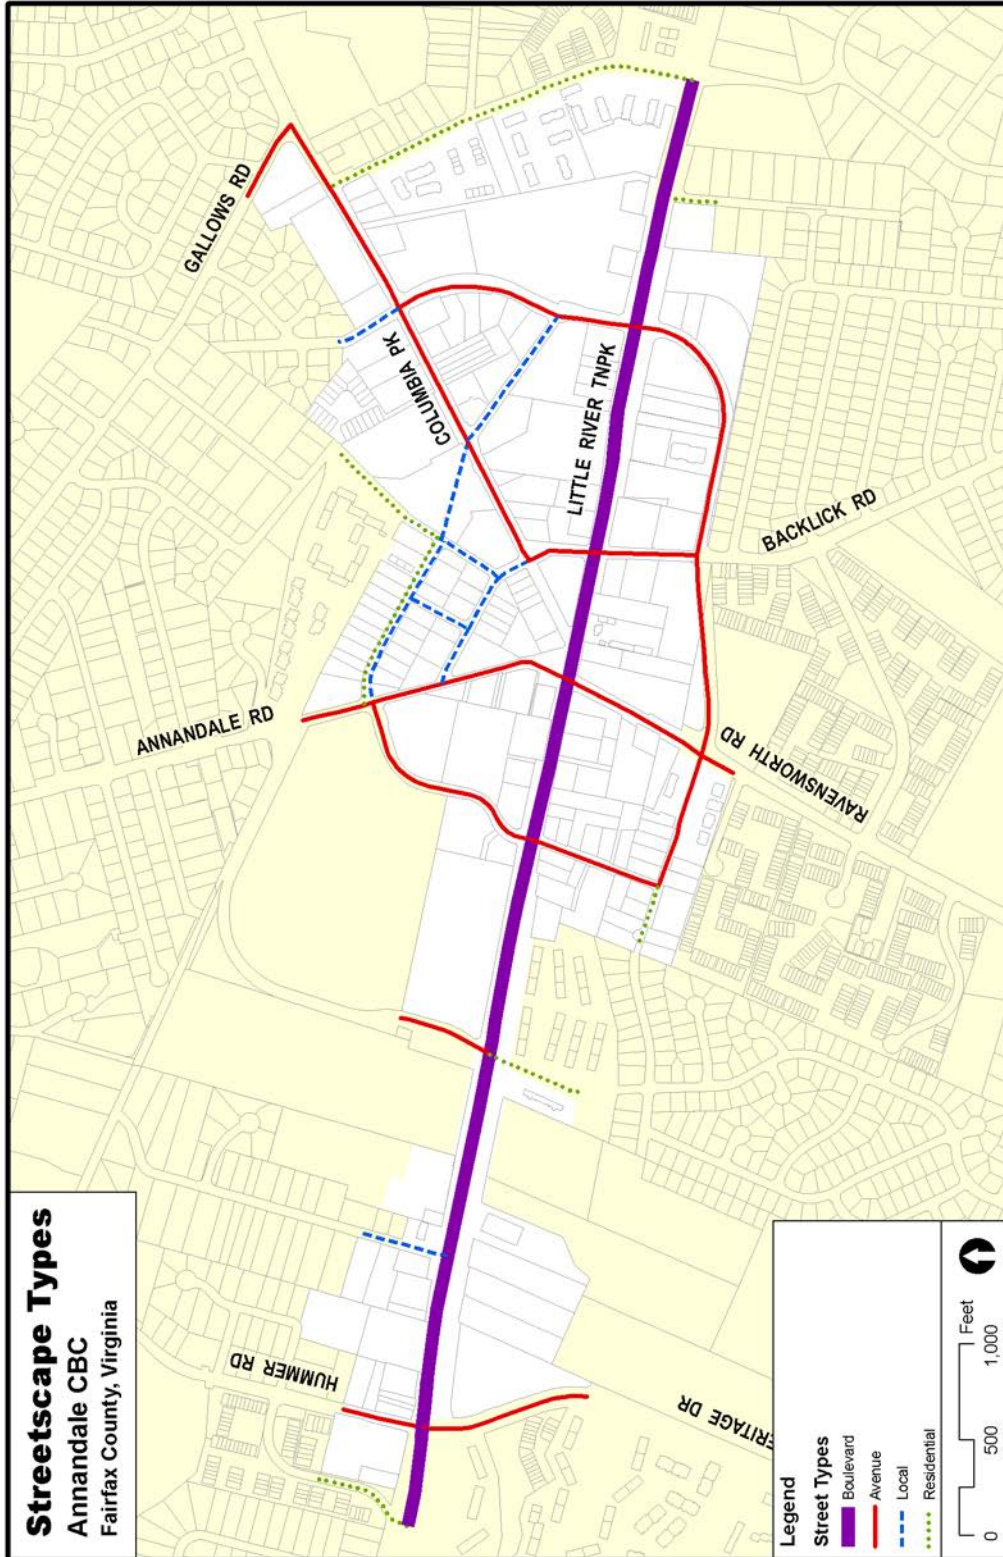 Streetscape Types
Annandale CBC
Fairfax County, Virginia
GALLOWS RD
COLUMBIA PK
ANNANDALE RD
LITTLE RIVER TNPK
BACKLICK RD
RAVENSWORTH RD
HUMMER RD
ERITAGE DR
Legend
Street Types
Boulevard
Avenue
Local
Residential
0 500 1,000
Feet